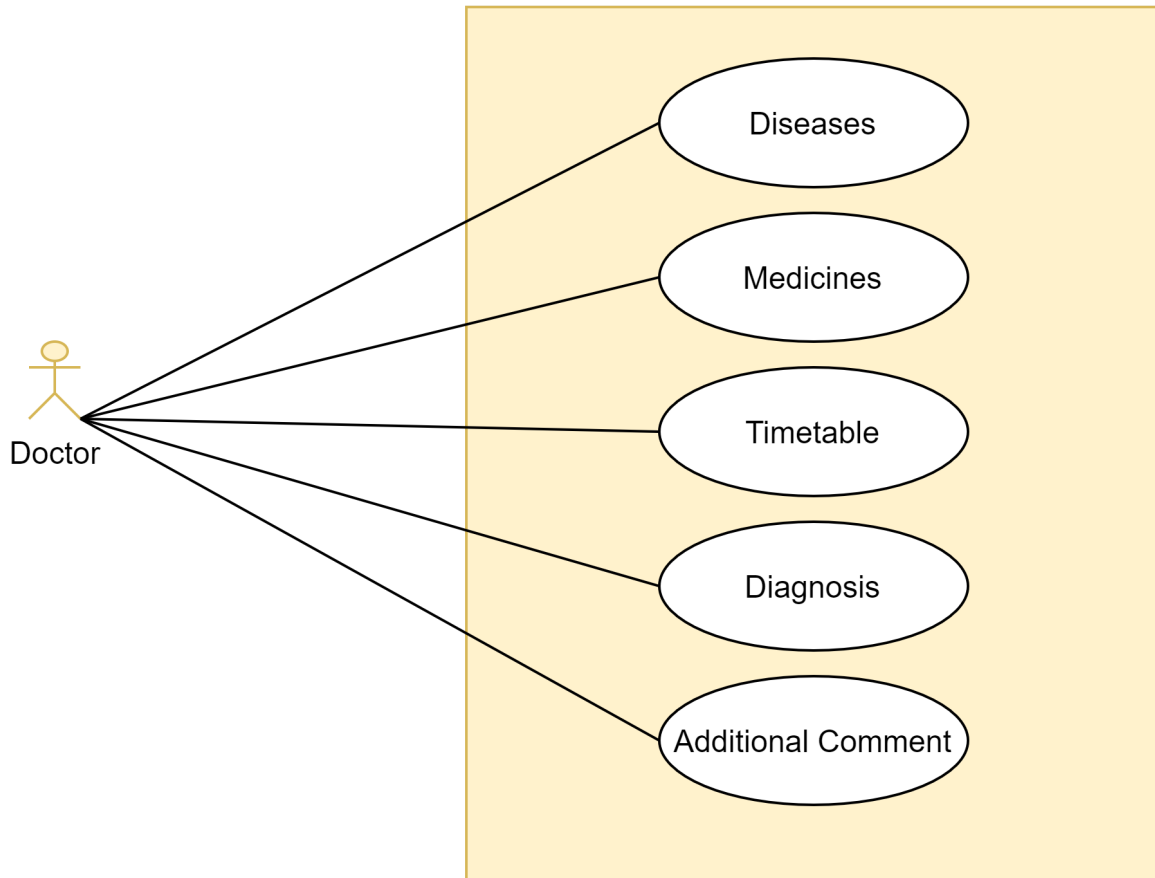 Diseases
Medicines
Timetable
Doctor
Diagnosis
Additional Comment